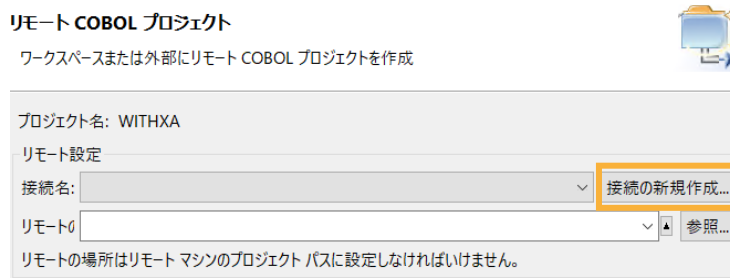 リモート COBOL プロジェクト
ワークスペースまたは外部にリモート COBOL プロジェクトを作成
プロジェクト名: WITHXA
リモート設定
接続名:
接続の新規作成...
リモートの
参照...
リモートの場所はリモート マシンのプロジェクト パスに設定しなければいけません。